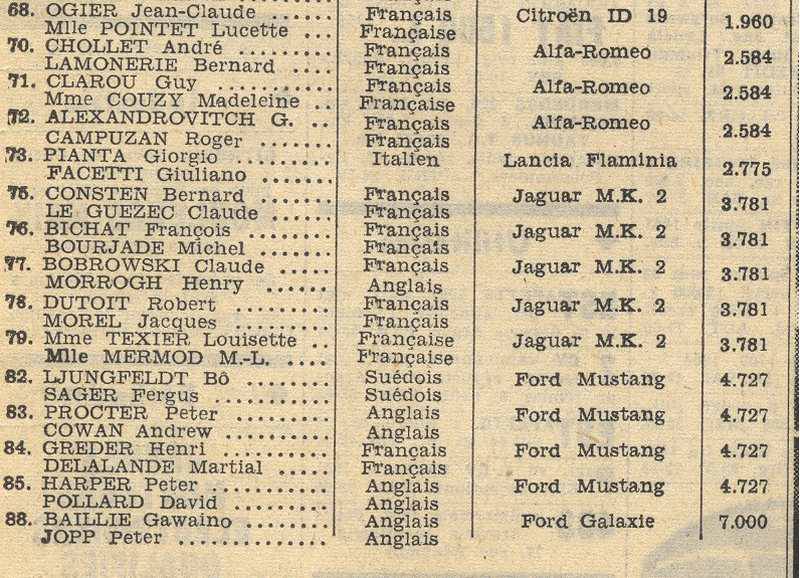 68. OGIER Jean-Claude ..... Français Citroën ID 19 1.960
Mlle POINTET Lucette ... Française
70. CHOLLET André ........ Français Alfa-Romeo 2.584
LAMONERIE Bernard .... Français
71. CLAROU Guy ........... Français Alfa-Romeo 2.584
Mme COUZY Madeleine .. Française
72. ALEXANDROVITCH G. .. Français Alfa-Romeo 2.584
CAMPUZAN Roger ....... Français
73. PIANTA Giorgio ......... Italien Lancia Flaminia 2.775
FACETTI Giuliano ......
75. CONSTEN Bernard ...... Français Jaguar M.K. 2 3.781
LE GUEZEC Claude ..... Français
76. BICHAT François ....... Français Jaguar M.K. 2 3.781
BOURJADE Michel ...... Français
77. BOBROWSKI Claude .... Français Jaguar M.K. 2 3.781
MORROGH Henry ...... Anglais
78. DUTOIT Robert ........ Français Jaguar M.K. 2 3.781
MOREL Jacques ........ Français
79. Mme TEXIER Louisette .. Française Jaguar M.K. 2 3.781
Mlle MERMOD M.-L. .... Française
82. LJUNGFELDT Bô ....... Suédois Ford Mustang 4.727
SAGER Fergus ......... Suédois
83. PROCTER Peter ........ Anglais Ford Mustang 4.727
COWAN Andrew ........ Anglais
84. GREDER Henri ......... Français Ford Mustang 4.727
DELALANDE Martial .... Français
85. HARPER Peter .......... Anglais Ford Mustang 4.727
POLLARD David ........ Anglais
88. BAILLIE Gawaino ....... Anglais Ford Galaxie 7.000
JOPP Peter ............. Anglais